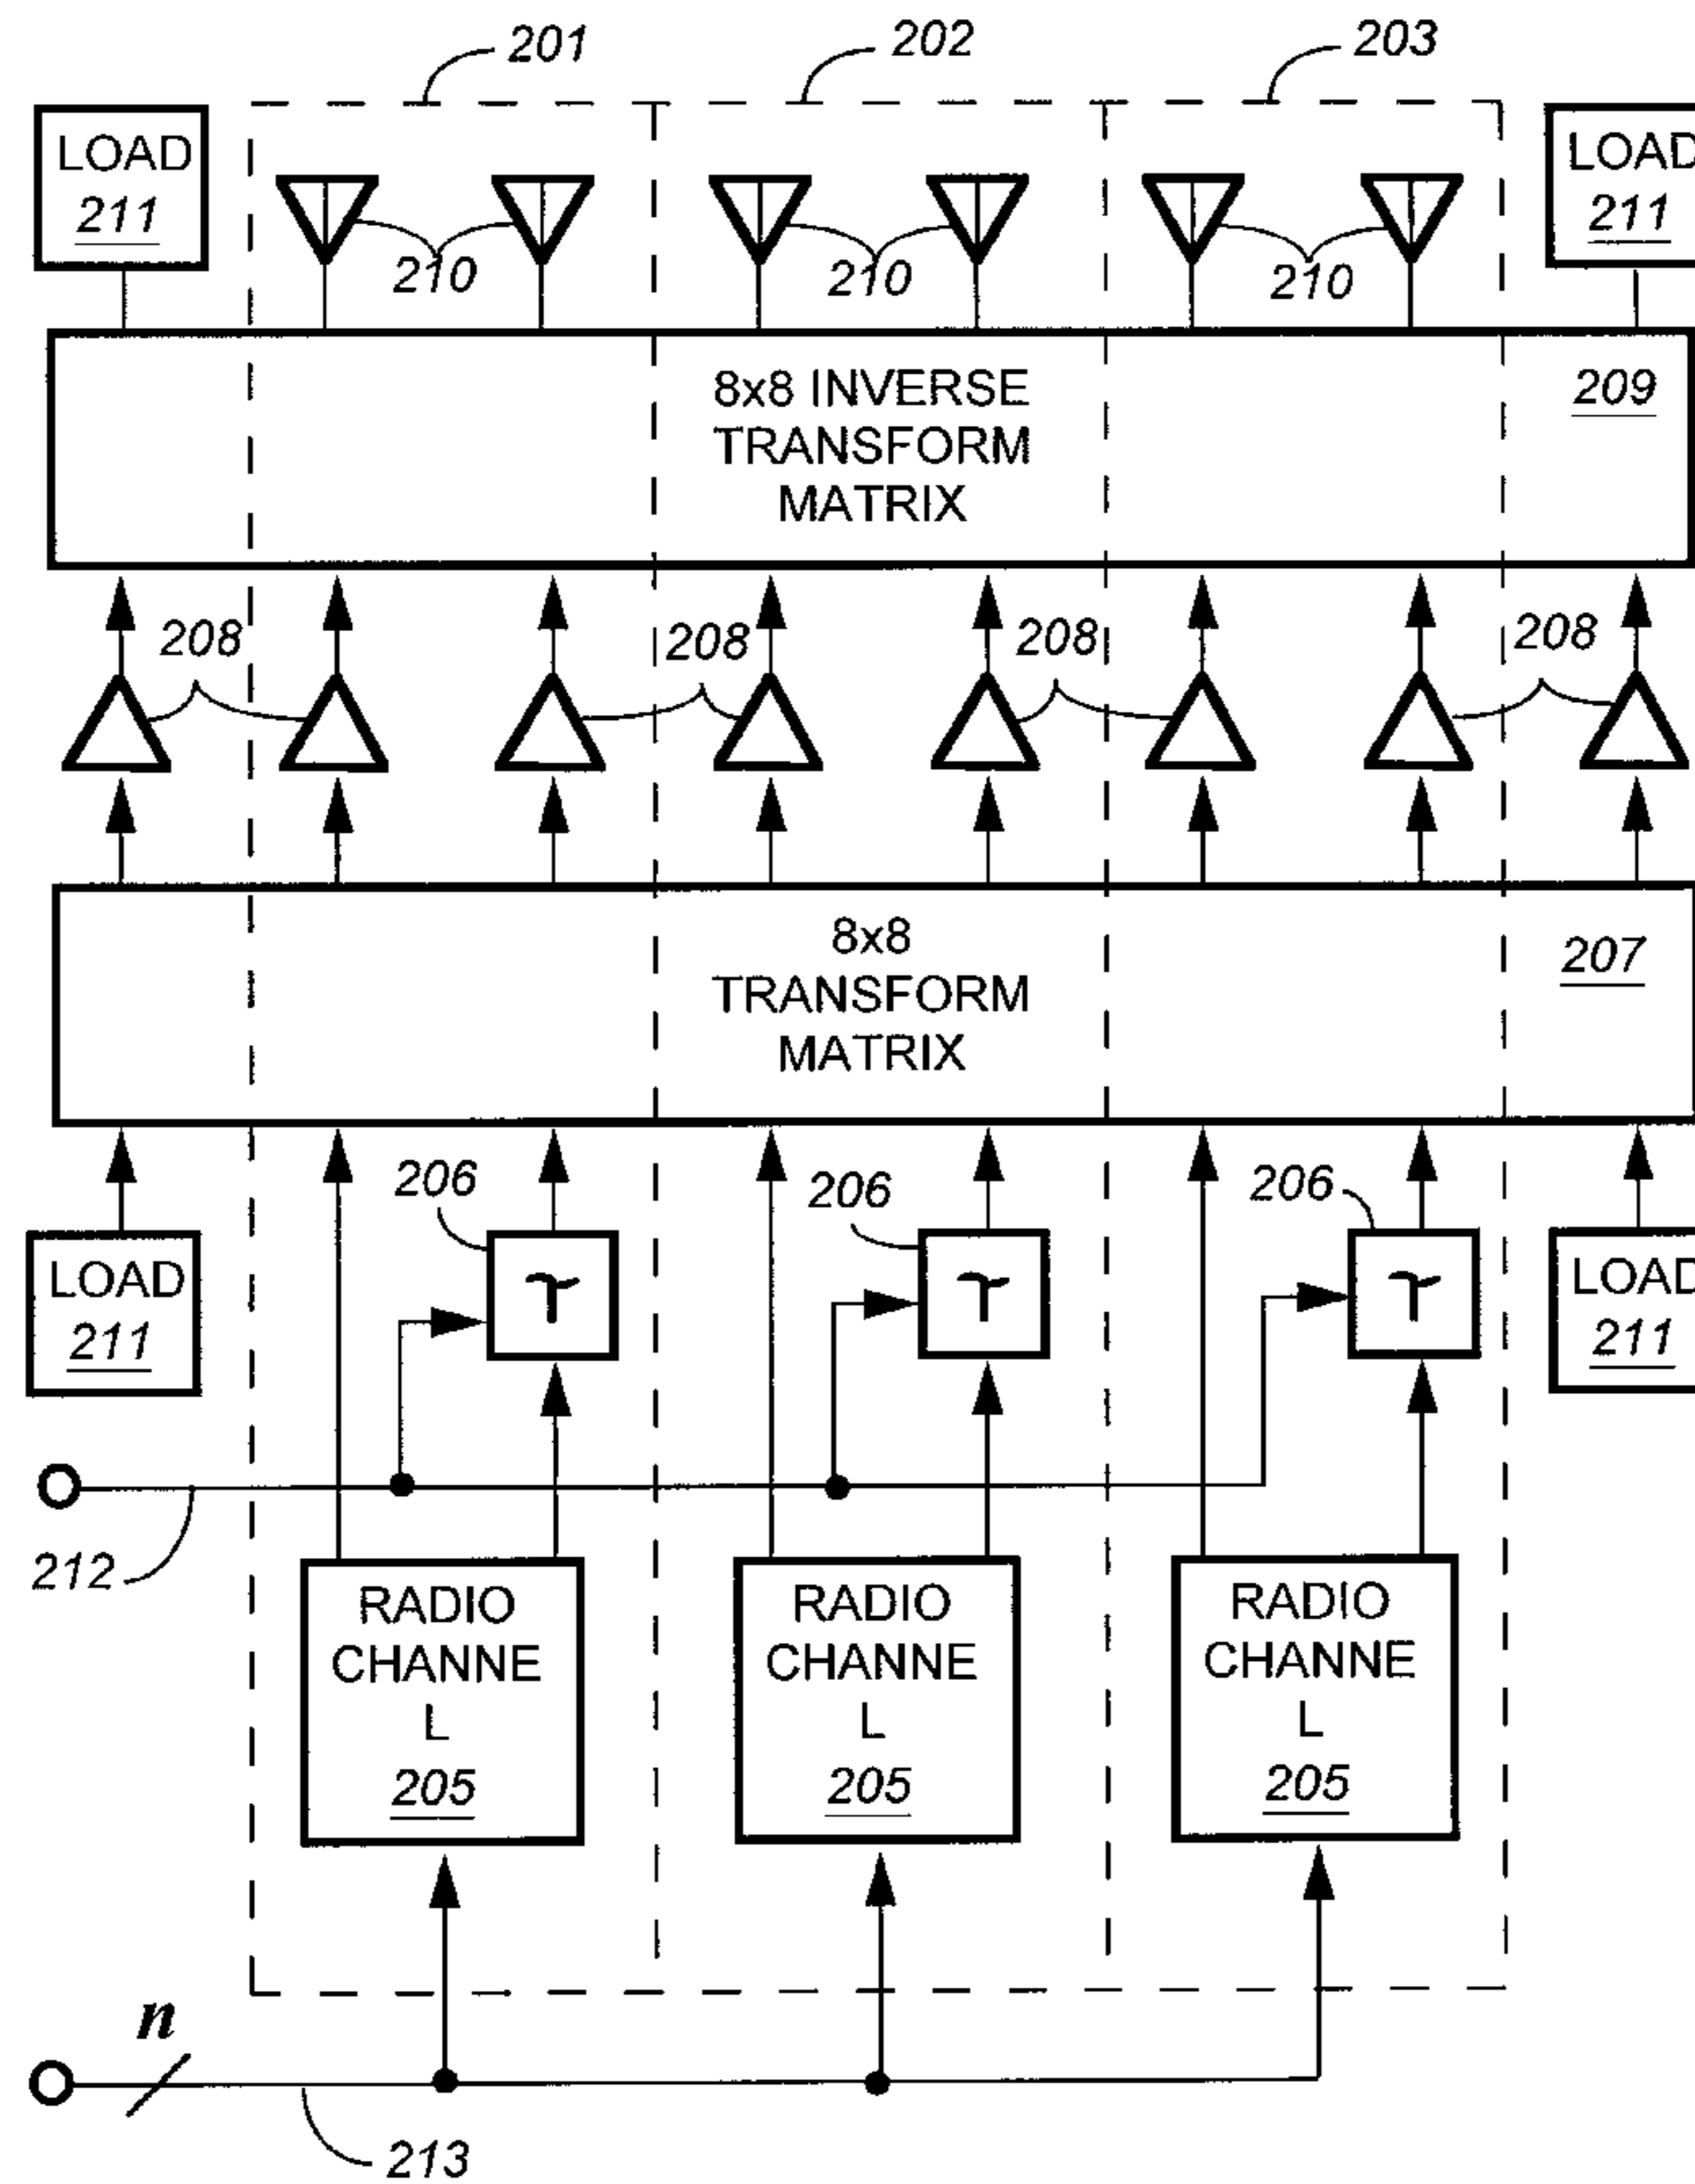 201
202
203
LOAD
211
LOAD
211
210
210
210
8x8 INVERSE
TRANSFORM
MATRIX
209
208
208
208
208
8x8
TRANSFORM
MATRIX
207
206
206
206
LOAD
211
τ
τ
τ
LOAD
211
212
RADIO
CHANNE
L
205
RADIO
CHANNE
L
205
RADIO
CHANNE
L
205
n
213